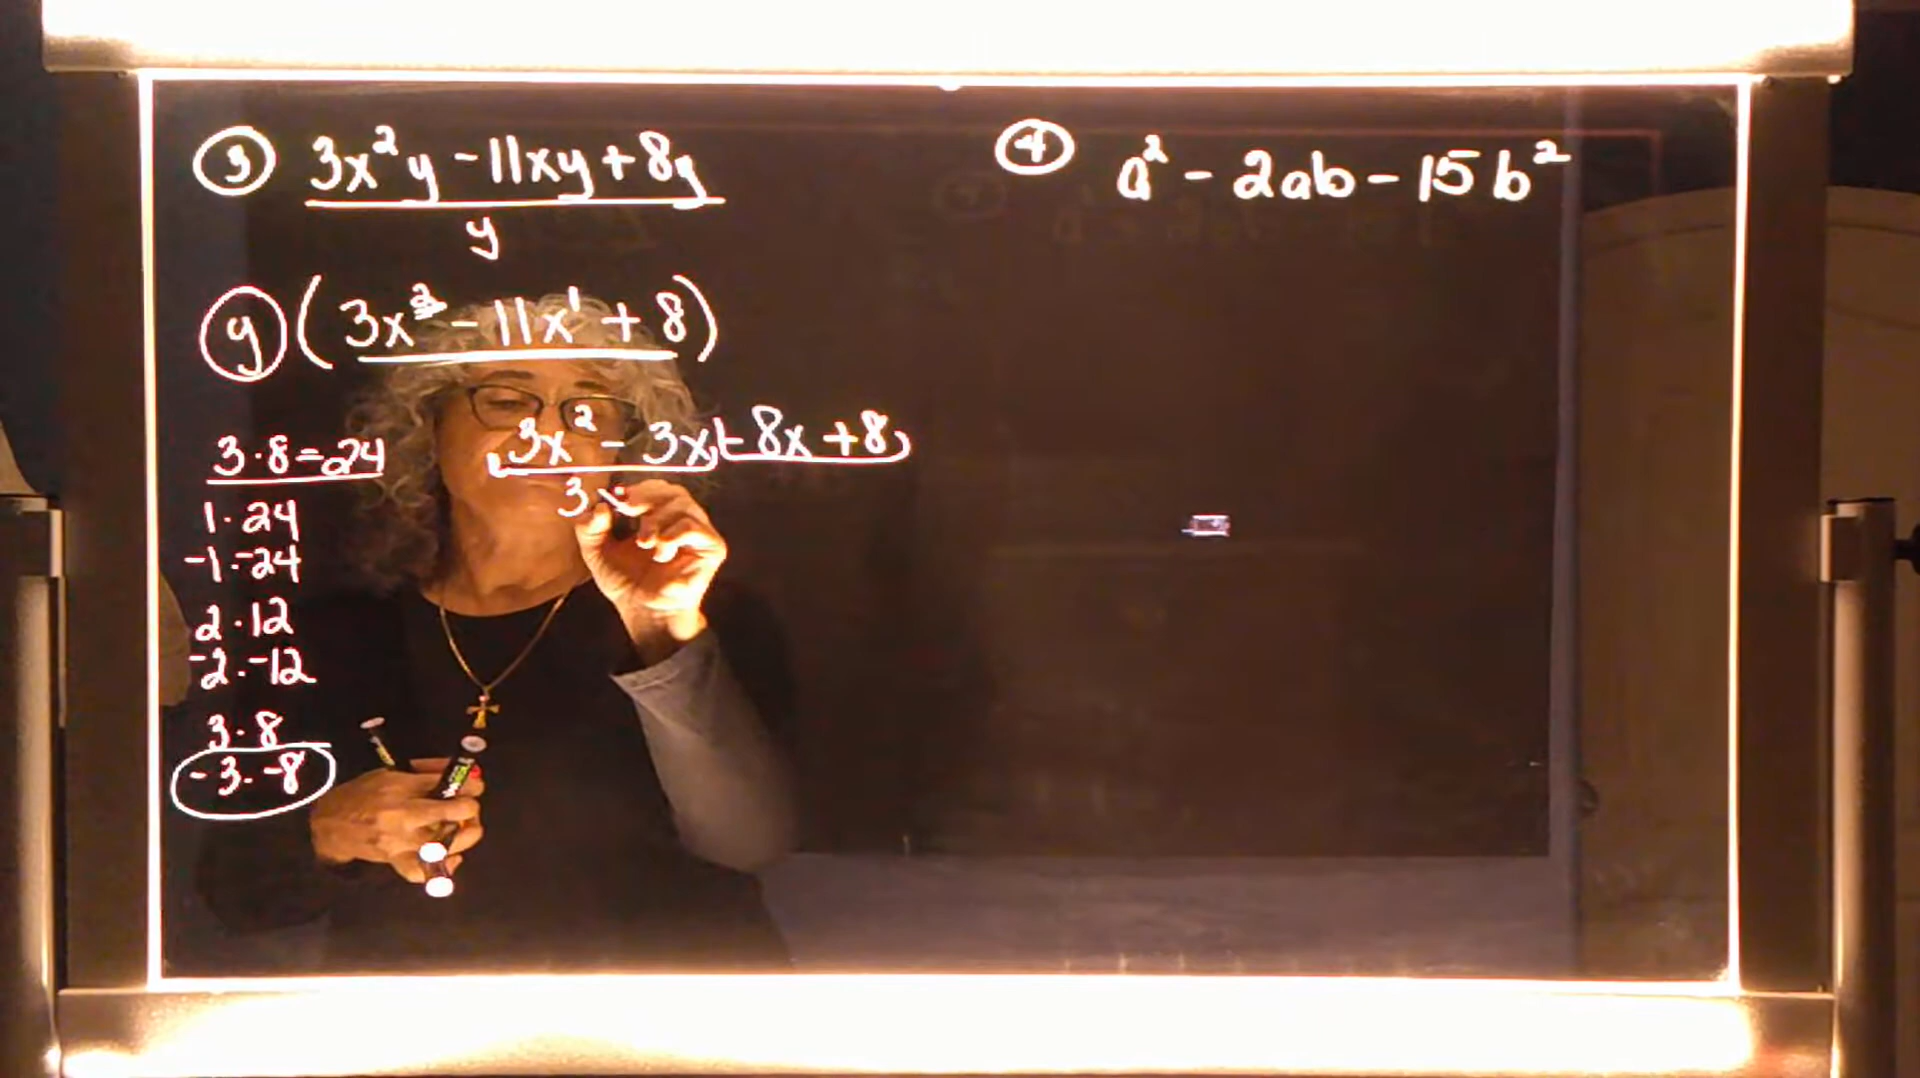 ③ 3x²y - 11xy + 8y
y
y (3x² - 11x¹ + 8)
3x² - 3x - 8x + 8
3x
3·8=24
1·24
-1·-24
2·12
-2·-12
3·8
-3·-8
④ a² - 2ab - 15b²